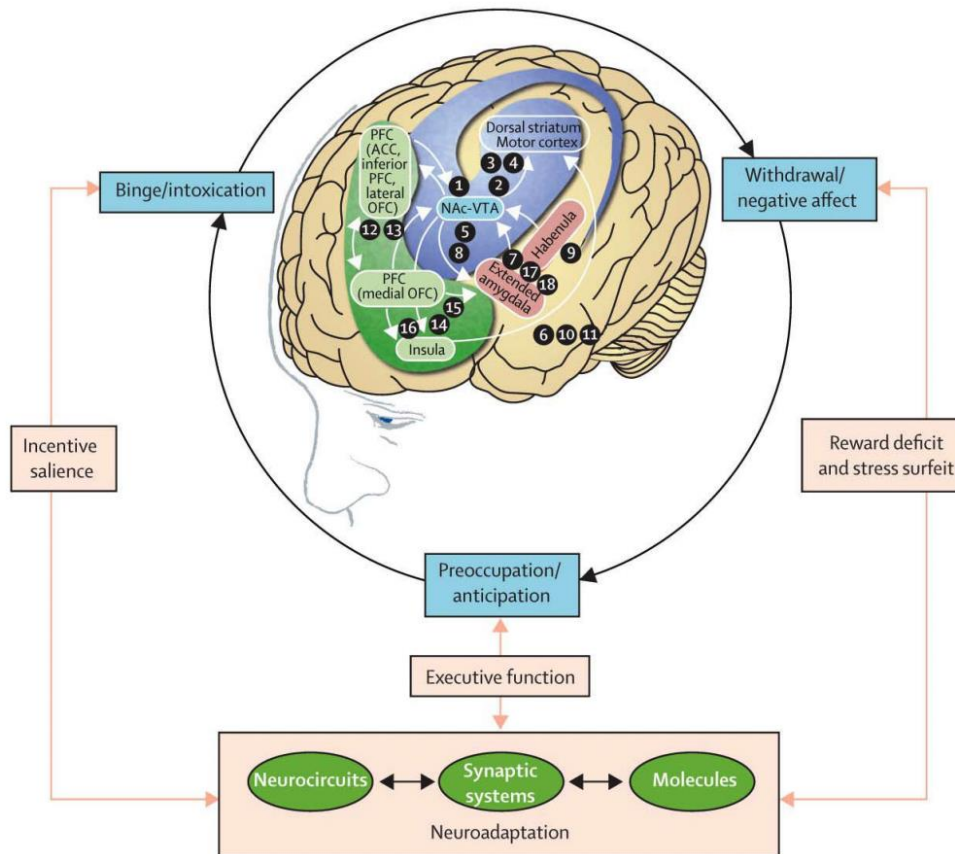 PFC
(ACC,
inferior
PFC,
lateral
OFC)
Dorsal striatum
Motor cortex
3 4
1
2
NAc-VTA
Binge/intoxication
Withdrawal/
negative affect
5
8
12 13
Habenula
7
9
17
18
Extended
amygdala
PFC
(medial OFC)
15
16
14
Insula
6 10 11
Incentive
salience
Reward deficit
and stress surfeit
Preoccupation/
anticipation
Executive function
Neurocircuits
Synaptic
systems
Molecules
Neuroadaptation